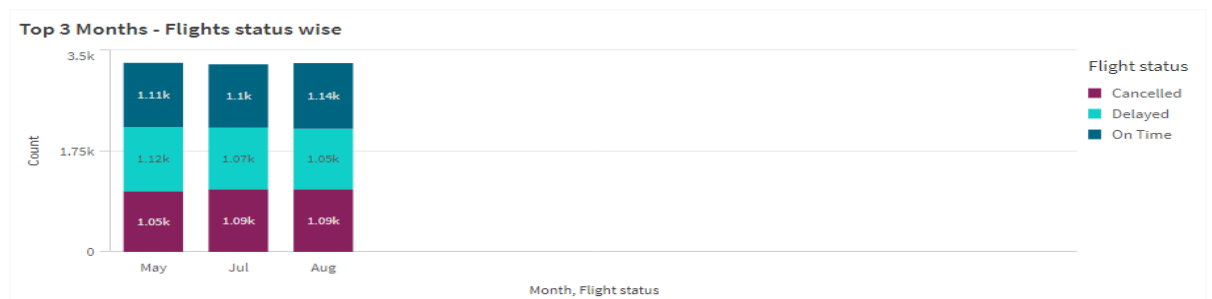 Top 3 Months - Flights status wise
3.5k
1.75k
0
Count
1.11k
1.1k
1.14k
1.12k
1.07k
1.05k
1.05k
1.09k
1.09k
May
Jul
Aug
Month, Flight status
Flight status
Cancelled
Delayed
On Time